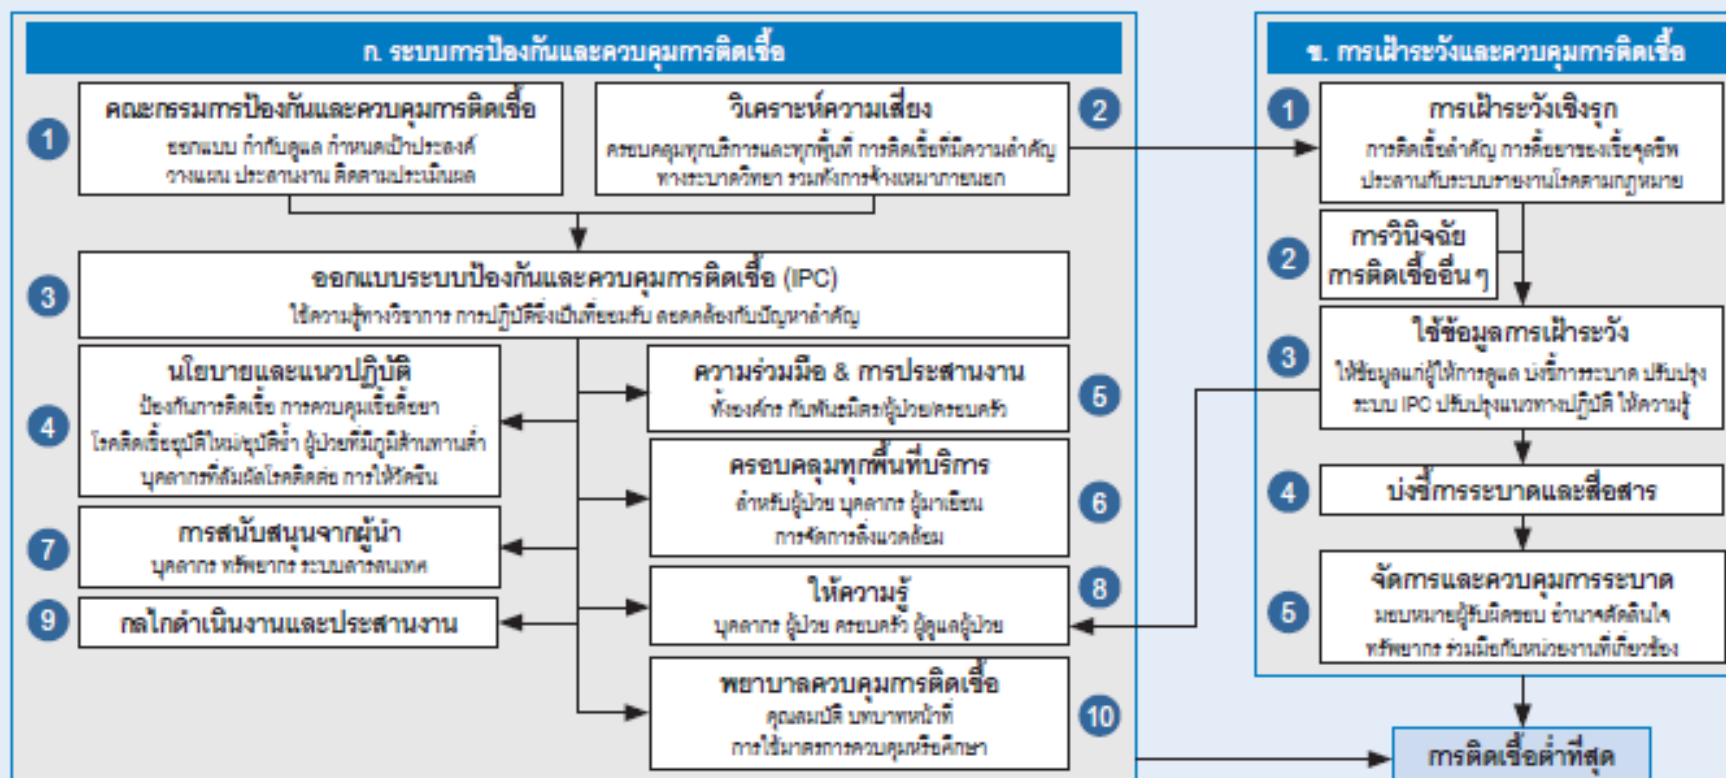 ก. ระบบการป้องกันและควบคุมการติดเชื้อ
1
คณะกรรมการป้องกันและควบคุมการติดเชื้อ
ออกแบบ กำกับดูแล กำหนดเป้าประสงค์
วางแผน ประสานงาน ติดตามประเมินผล
วิเคราะห์ความเสี่ยง
ครอบคลุมทุกบริการและทุกพื้นที่ การติดเชื้อที่มีความสำคัญ
ทางระบาดวิทยา รวมทั้งการจ้างเหมาภายนอก
2
3
ออกแบบระบบป้องกันและควบคุมการติดเชื้อ (IPC)
ใช้ความรู้ทางวิชาการ การปฏิบัติซึ่งเป็นที่ยอมรับ สอดคล้องกับปัญหาสำคัญ
4
นโยบายและแนวปฏิบัติ
ป้องกันการติดเชื้อ การควบคุมเชื้อดื้อยา
โรคติดเชื้ออุบัติใหม่/อุบัติซ้ำ ผู้ป่วยที่มีภูมิต้านทานต่ำ
บุคลากรที่สัมผัสโรคติดต่อ การให้วัคซีน
ความร่วมมือ & การประสานงาน
ทั้งองค์กร กับพันธมิตร/ผู้ป่วย/ครอบครัว
5
ครอบคลุมทุกพื้นที่บริการ
สำหรับผู้ป่วย บุคลากร ผู้มาเยือน
การจัดการสิ่งแวดล้อม
6
7
การสนับสนุนจากผู้นำ
บุคลากร ทรัพยากร ระบบสารสนเทศ
ให้ความรู้
บุคลากร ผู้ป่วย ครอบครัว ผู้ดูแลผู้ป่วย
8
9
กลไกดำเนินงานและประสานงาน
พยาบาลควบคุมการติดเชื้อ
คุณสมบัติ บทบาทหน้าที่
การใช้มาตรการควบคุมหรือศึกษา
10
ข. การเฝ้าระวังและควบคุมการติดเชื้อ
1
การเฝ้าระวังเชิงรุก
การติดเชื้อสำคัญ การดื้อยาของเชื้อจุลชีพ
ประสานกับระบบรายงานโรคตามกฎหมาย
2
การวินิจฉัย
การติดเชื้ออื่น ๆ
3
ใช้ข้อมูลการเฝ้าระวัง
ให้ข้อมูลแก่ผู้ให้การดูแล บ่งชี้การระบาด ปรับปรุง
ระบบ IPC ปรับปรุงแนวทางปฏิบัติ ให้ความรู้
4
บ่งชี้การระบาดและสื่อสาร
5
จัดการและควบคุมการระบาด
มอบหมายผู้รับผิดชอบ อำนาจตัดสินใจ
ทรัพยากร ร่วมมือกับหน่วยงานที่เกี่ยวข้อง
การติดเชื้อต่ำที่สุด